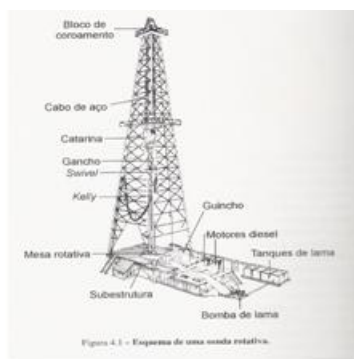 Bloco de
coroamento
Cabo de aço
Catarina
Gancho
Swivel
Kelly
Guincho
Motores diesel
Mesa rotativa
Tanques de lama
Subestrutura
Bomba de lama
Figura 4.1 – Esquema de uma sonda rotativa.